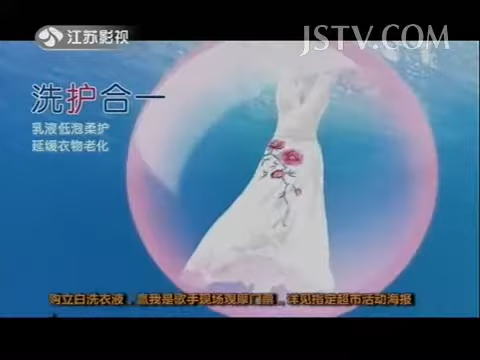 江苏影视
JSTV.COM
洗护合一
乳液低泡柔护
延缓衣物老化
购立白洗衣液，赢我是歌手现场观摩门票，详见指定超市活动海报